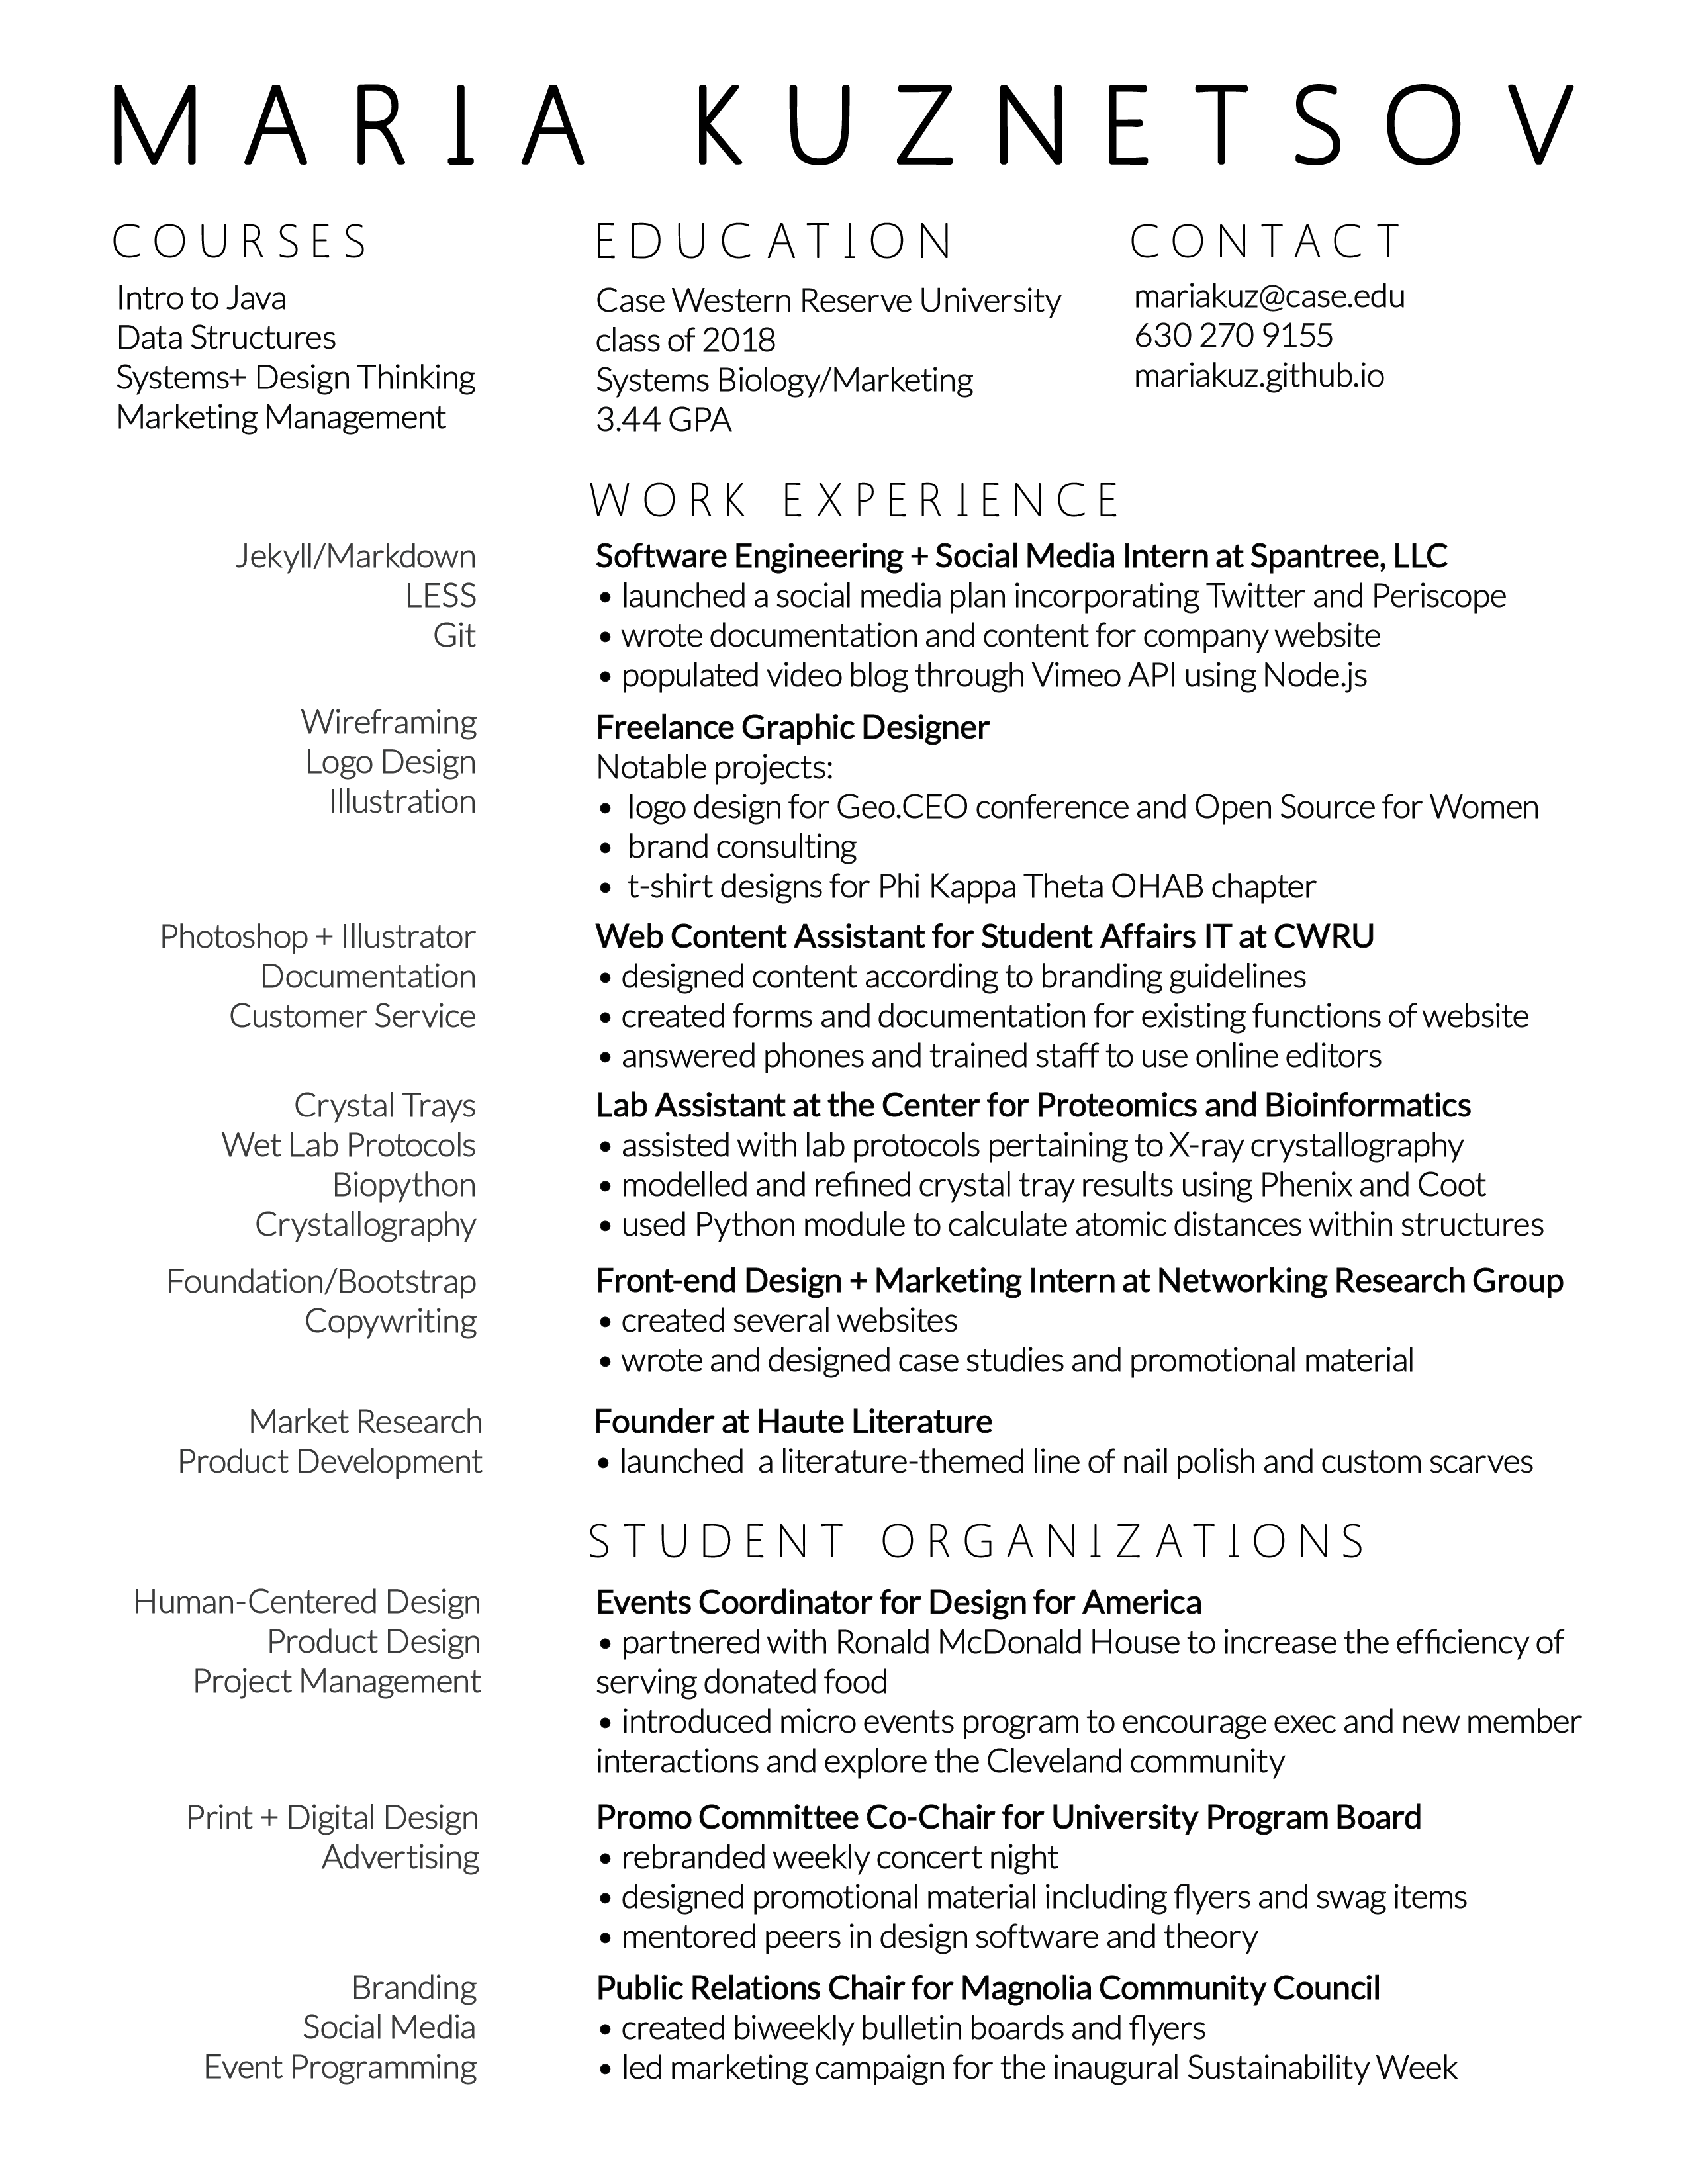 MARIA KUZNETSOV
COURSES
Intro to Java
Data Structures
Systems+ Design Thinking
Marketing Management
EDUCATION
Case Western Reserve University
class of 2018
Systems Biology/Marketing
3.44 GPA
CONTACT
mariakuz@case.edu
630 270 9155
mariakuz.github.io
WORK EXPERIENCE
Jekyll/Markdown
LESS
Git
Software Engineering + Social Media Intern at Spantree, LLC
• launched a social media plan incorporating Twitter and Periscope
• wrote documentation and content for company website
• populated video blog through Vimeo API using Node.js
Wireframing
Logo Design
Illustration
Freelance Graphic Designer
Notable projects:
• logo design for Geo.CEO conference and Open Source for Women
• brand consulting
• t-shirt designs for Phi Kappa Theta OHAB chapter
Photoshop + Illustrator
Documentation
Customer Service
Web Content Assistant for Student Affairs IT at CWRU
• designed content according to branding guidelines
• created forms and documentation for existing functions of website
• answered phones and trained staff to use online editors
Crystal Trays
Wet Lab Protocols
Biopython
Crystallography
Lab Assistant at the Center for Proteomics and Bioinformatics
• assisted with lab protocols pertaining to X-ray crystallography
• modelled and refined crystal tray results using Phenix and Coot
• used Python module to calculate atomic distances within structures
Foundation/Bootstrap
Copywriting
Front-end Design + Marketing Intern at Networking Research Group
• created several websites
• wrote and designed case studies and promotional material
Market Research
Product Development
Founder at Haute Literature
• launched a literature-themed line of nail polish and custom scarves
STUDENT ORGANIZATIONS
Human-Centered Design
Product Design
Project Management
Events Coordinator for Design for America
• partnered with Ronald McDonald House to increase the efficiency of
serving donated food
• introduced micro events program to encourage exec and new member
interactions and explore the Cleveland community
Print + Digital Design
Advertising
Promo Committee Co-Chair for University Program Board
• rebranded weekly concert night
• designed promotional material including flyers and swag items
• mentored peers in design software and theory
Branding
Social Media
Event Programming
Public Relations Chair for Magnolia Community Council
• created biweekly bulletin boards and flyers
• led marketing campaign for the inaugural Sustainability Week